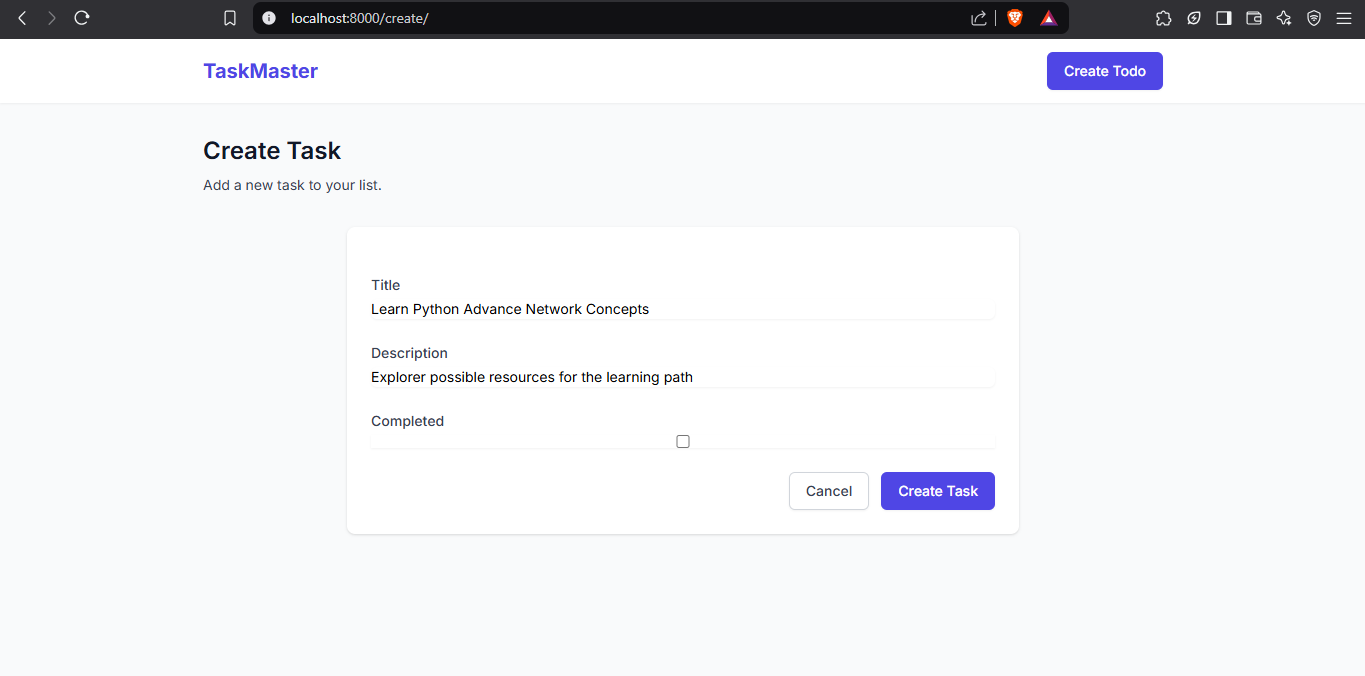 localhost:8000/create/
TaskMaster
Create Todo
Create Task
Add a new task to your list.
Title
Learn Python Advance Network Concepts
Description
Explorer possible resources for the learning path
Completed
Cancel
Create Task